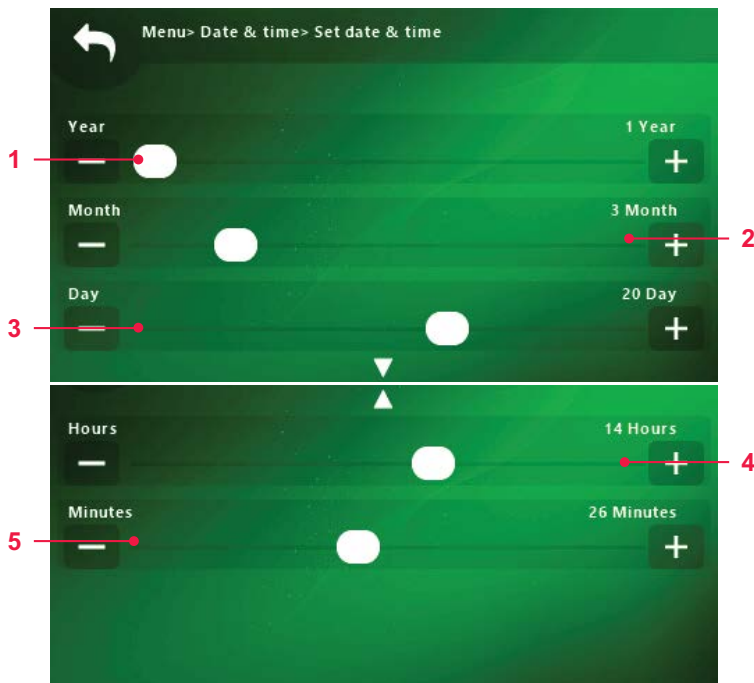 Menu> Date & time> Set date & time
Year 1 Year
1 − +
Month 3 Month
− + 2
Day 20 Day
3 − +
Hours 14 Hours
− + 4
Minutes 26 Minutes
5 − +